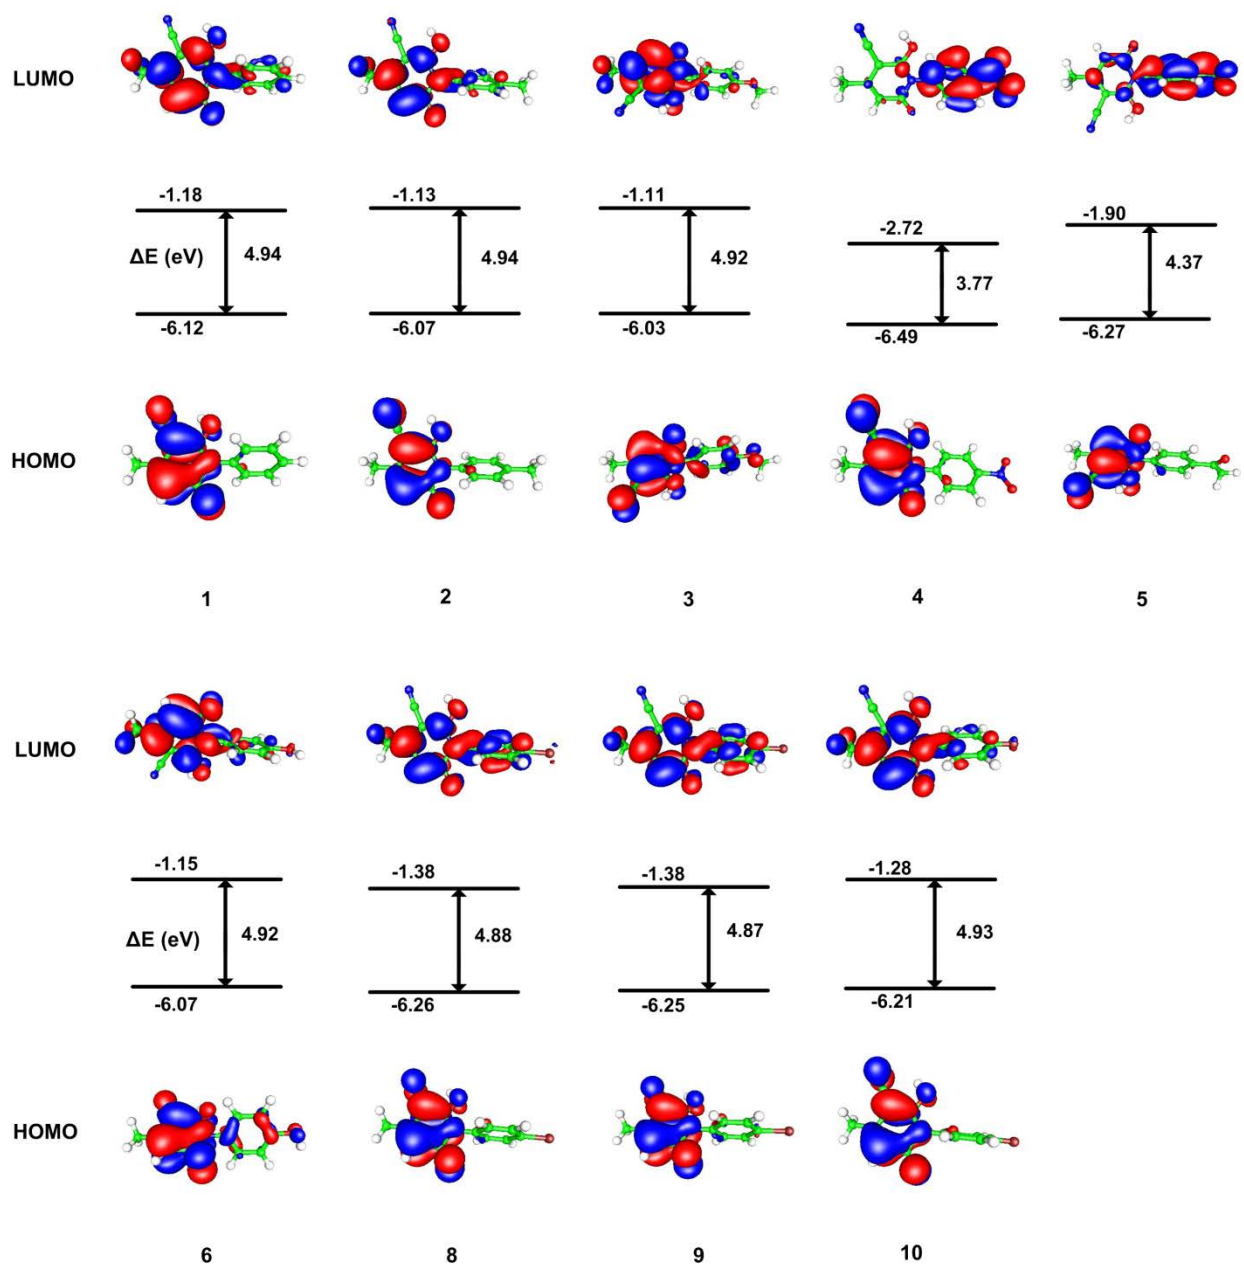 LUMO
-1.18 -1.13 -1.11 -2.72 -1.90
ΔE (eV) 4.94 4.94 4.92 3.77 4.37
-6.12 -6.07 -6.03 -6.49 -6.27
HOMO
1 2 3 4 5
LUMO
-1.15 -1.38 -1.38 -1.28
ΔE (eV) 4.92 4.88 4.87 4.93
-6.07 -6.26 -6.25 -6.21
HOMO
6 8 9 10